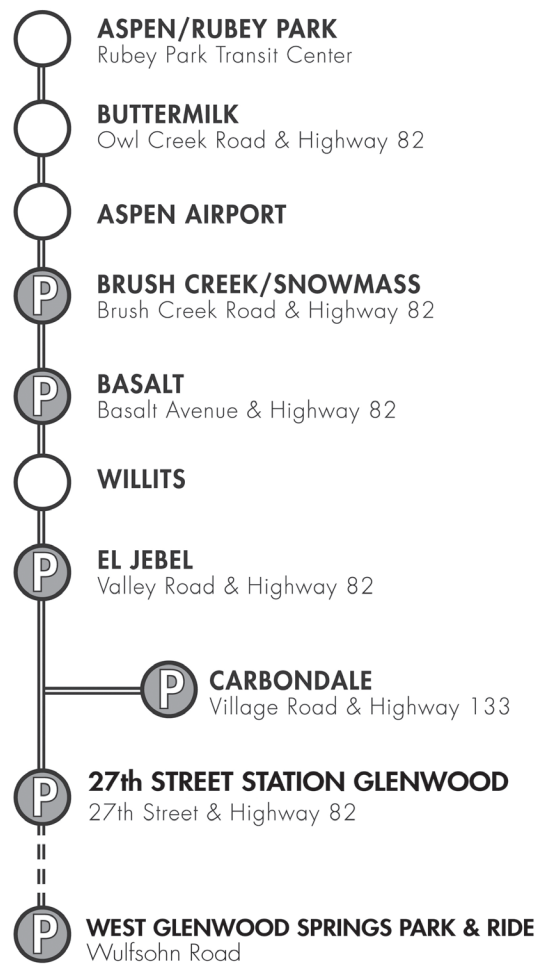 ASPEN/RUBEY PARK
Rubey Park Transit Center
BUTTERMILK
Owl Creek Road & Highway 82
ASPEN AIRPORT
P BRUSH CREEK/SNOWMASS
Brush Creek Road & Highway 82
P BASALT
Basalt Avenue & Highway 82
WILLITS
P EL JEBEL
Valley Road & Highway 82
P CARBONDALE
Village Road & Highway 133
P 27th STREET STATION GLENWOOD
27th Street & Highway 82
P WEST GLENWOOD SPRINGS PARK & RIDE
Wulfsohn Road